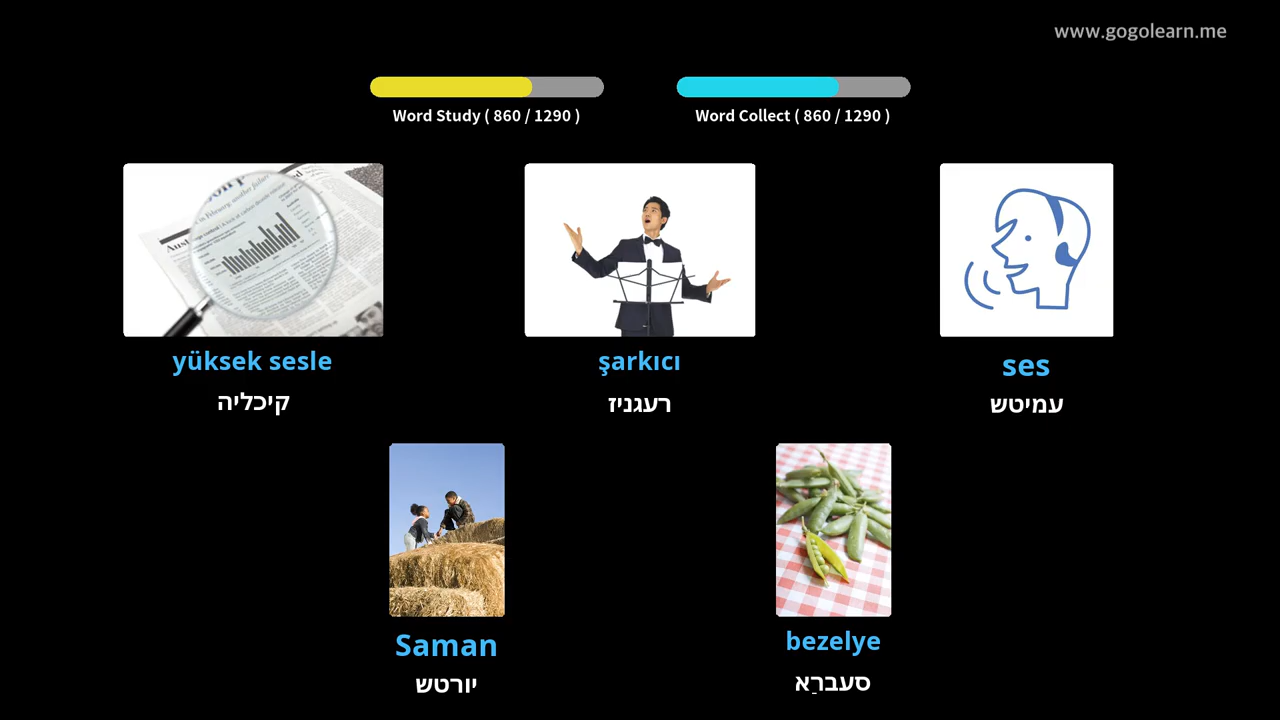 www.gogolearn.me
Word Study ( 860 / 1290 )
Word Collect ( 860 / 1290 )
yüksek sesle
קיכליה
şarkıcı
רעגניז
ses
עמיטש
Saman
יורטש
bezelye
סעברַא